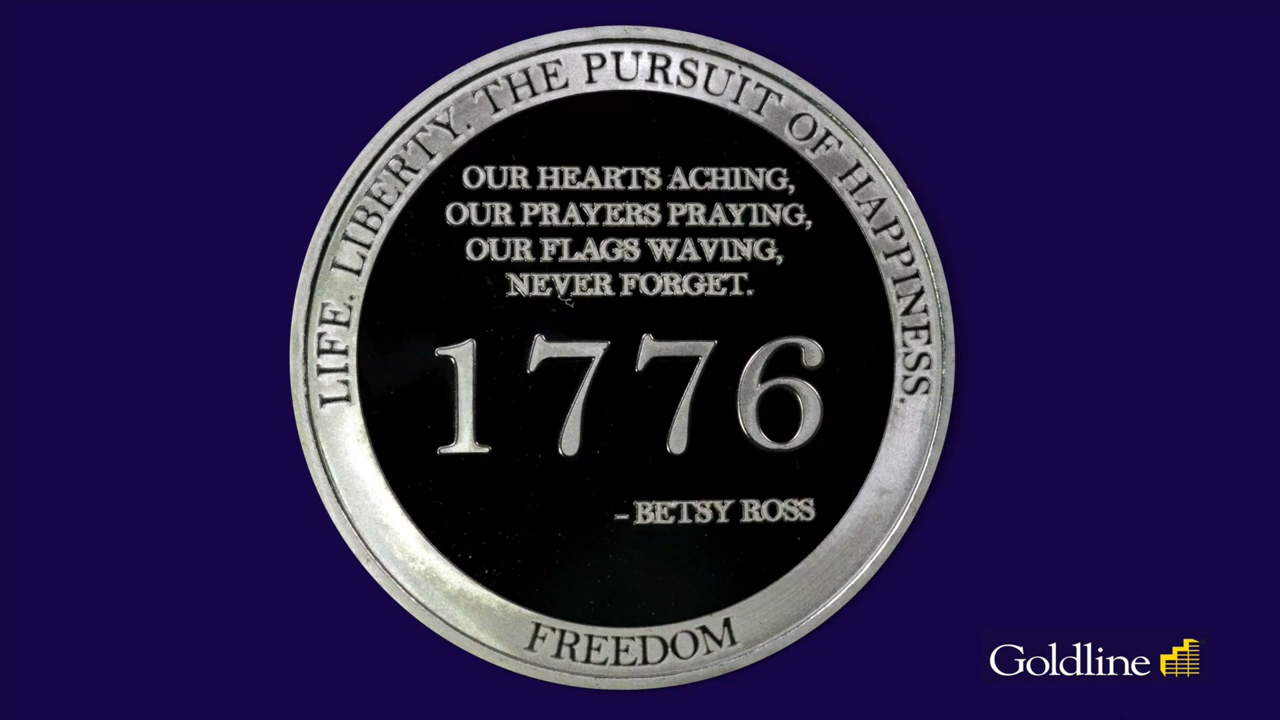 LIFE. LIBERTY. THE PURSUIT OF HAPPINESS.
OUR HEARTS ACHING,
OUR PRAYERS PRAYING,
OUR FLAGS WAVING,
NEVER FORGET.
1776
– BETSY ROSS
FREEDOM
Goldline